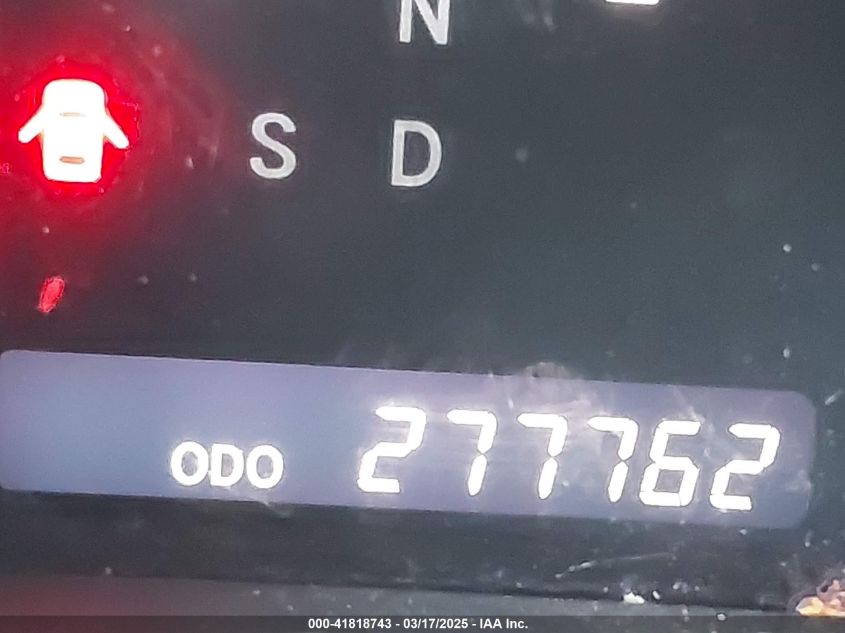 N
S D
ODO 277762
000-41818743 - 03/17/2025 - IAA Inc.